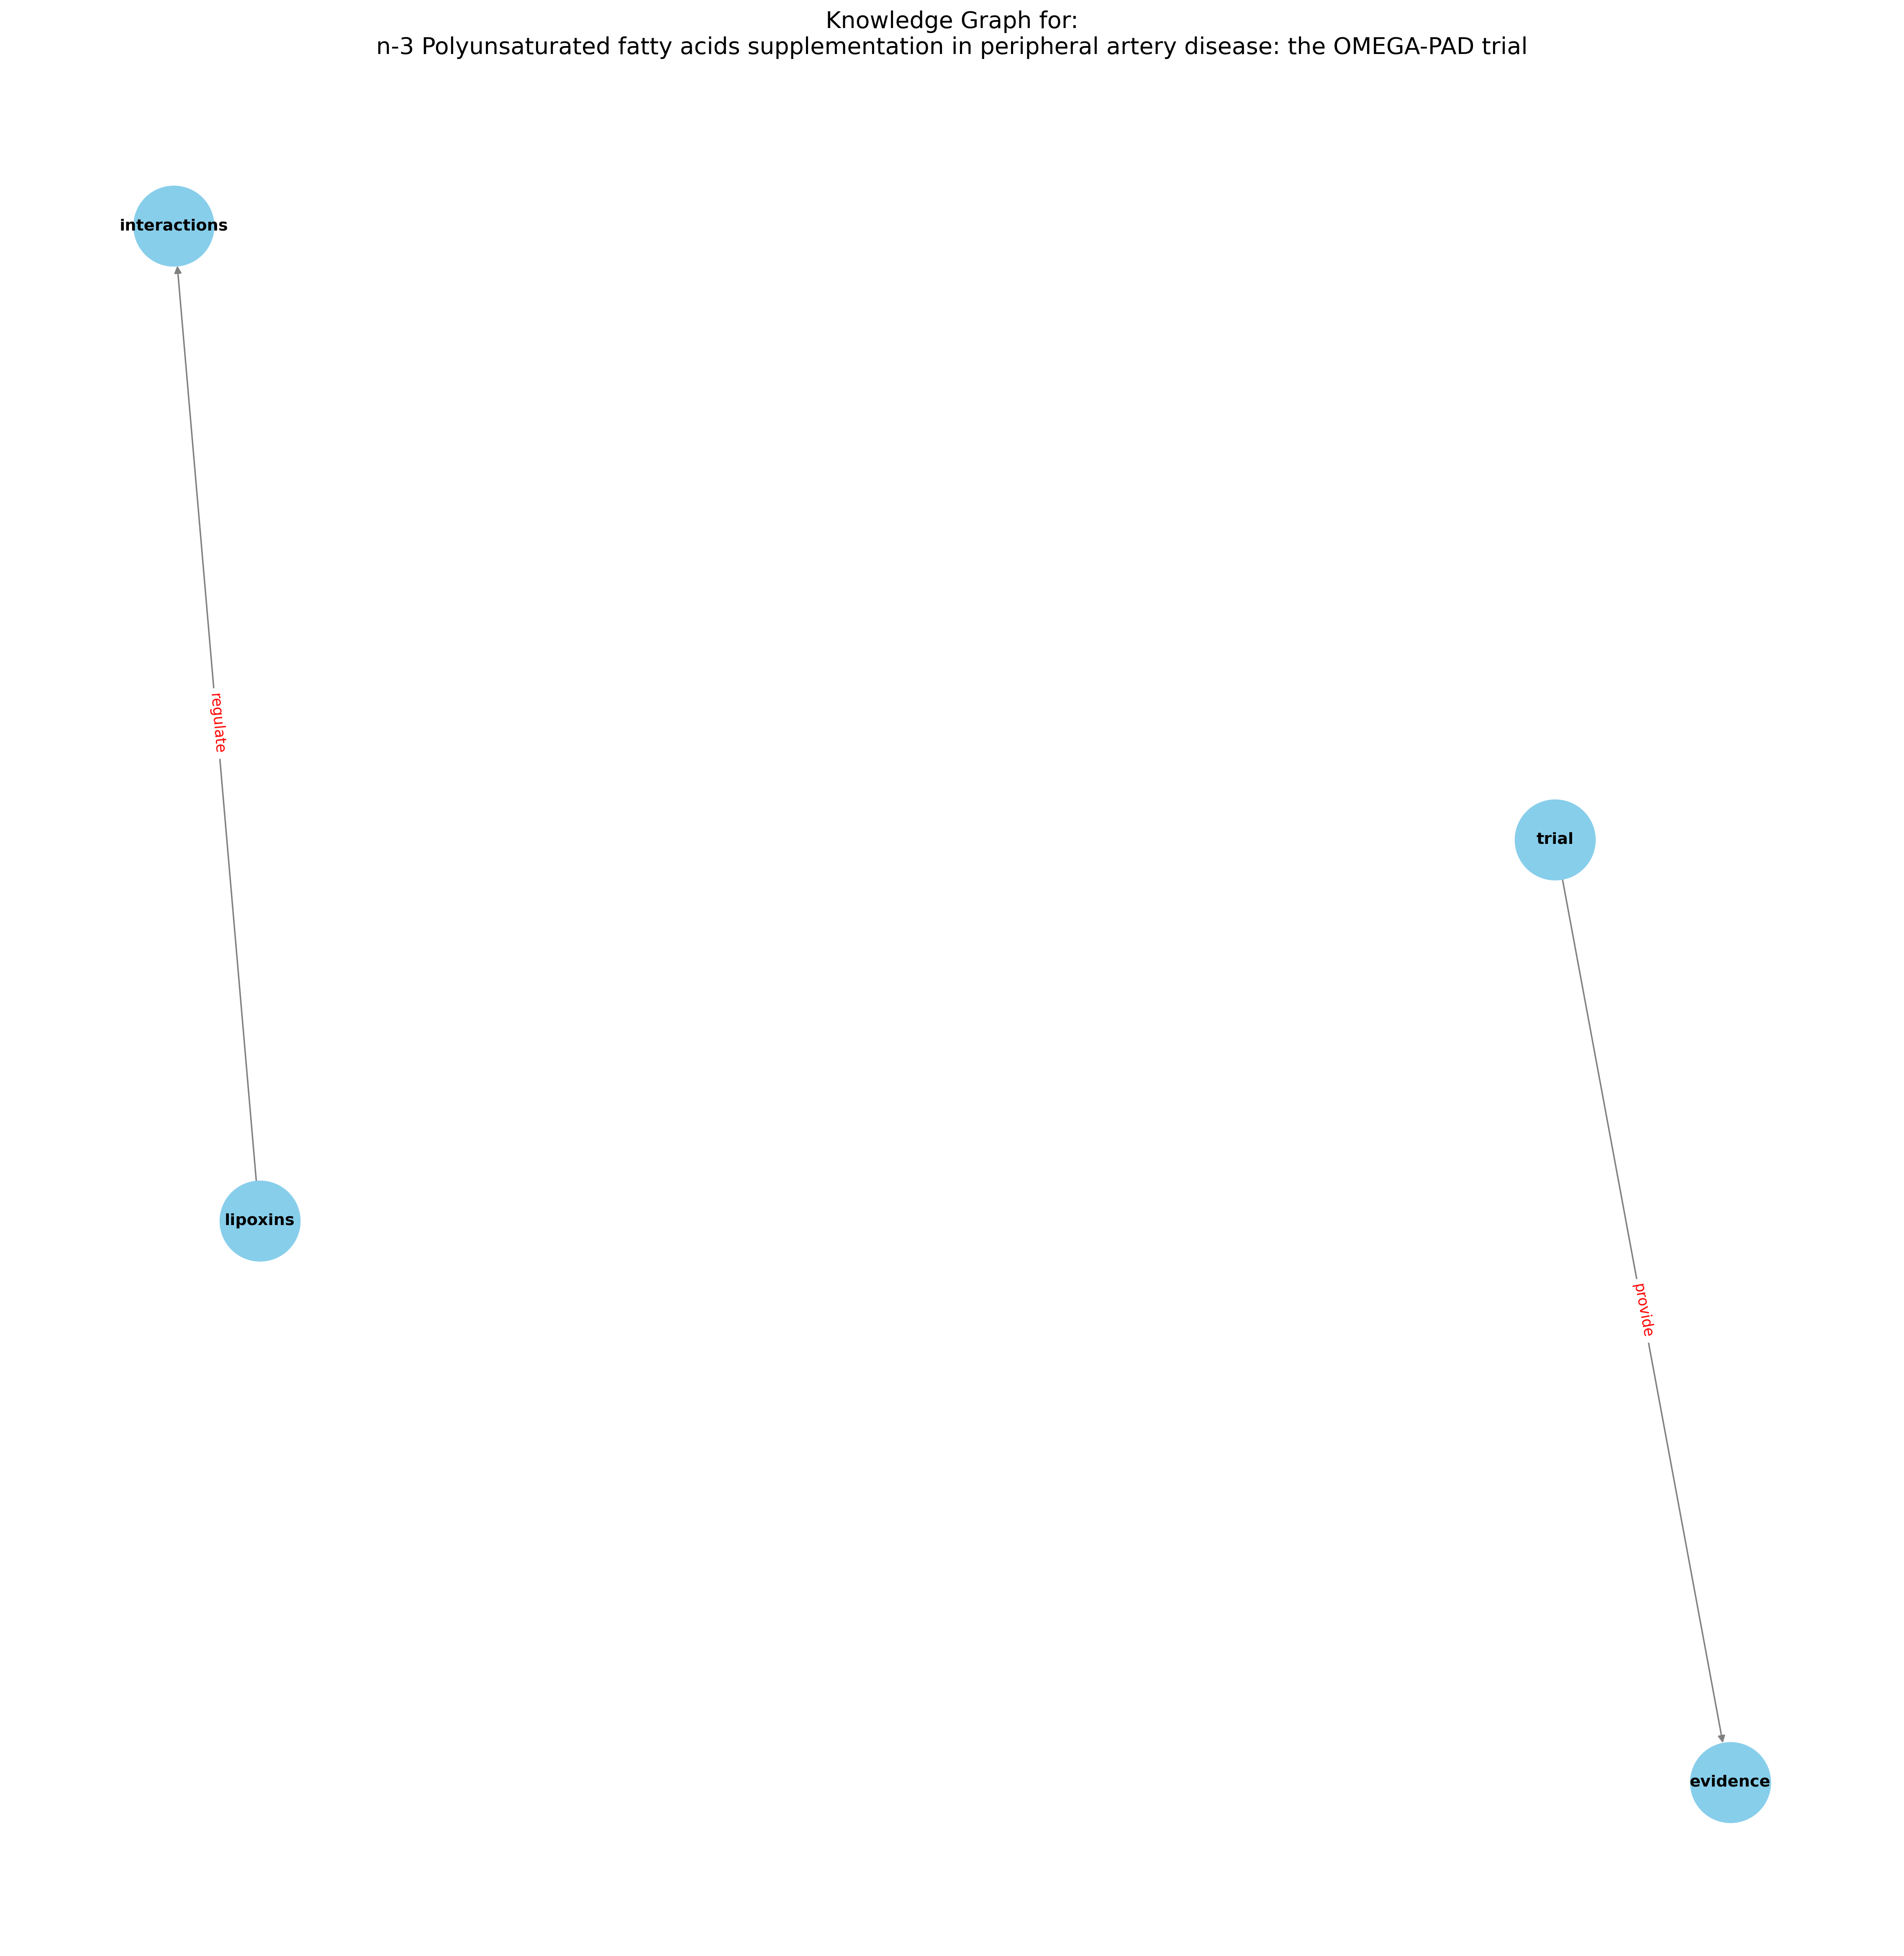 Knowledge Graph for:
n-3 Polyunsaturated fatty acids supplementation in peripheral artery disease: the OMEGA-PAD trial
interactions
regulate
trial
lipoxins
provide
evidence